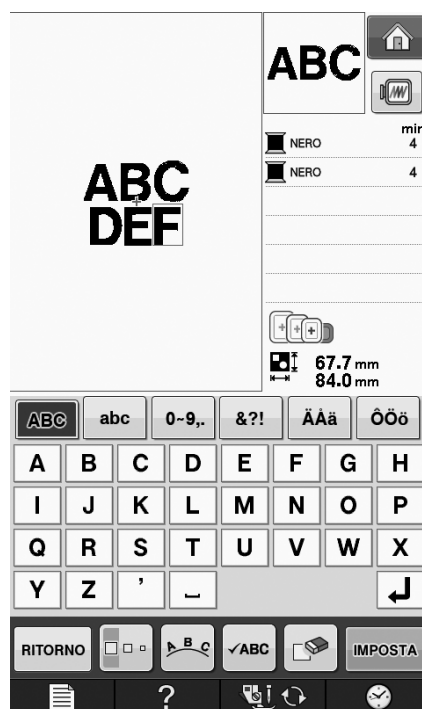 ABC
min
NERO 4
NERO 4
ABC
DEF
67.7 mm
84.0 mm
ABC abc 0~9,. &?! ÄÅä ÔÖö
A B C D E F G H
I J K L M N O P
Q R S T U V W X
Y Z ’ ⎵
RITORNO A B C ✓ABC IMPOSTA
?